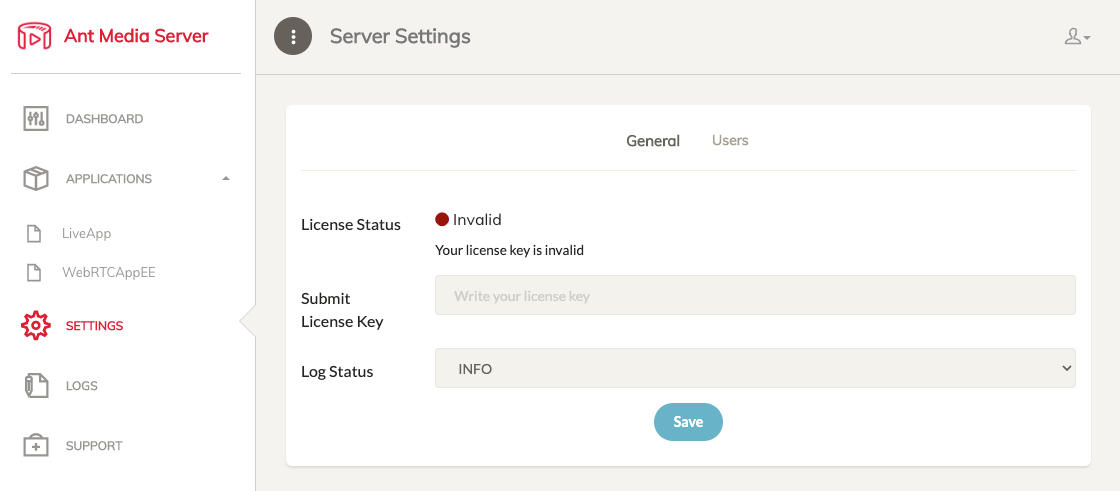 Ant Media Server
DASHBOARD
APPLICATIONS
LiveApp
WebRTCAppEE
SETTINGS
LOGS
SUPPORT
Server Settings
General
Users
License Status
Invalid
Your license key is invalid
Submit
License Key
Write your license key
Log Status
INFO
Save